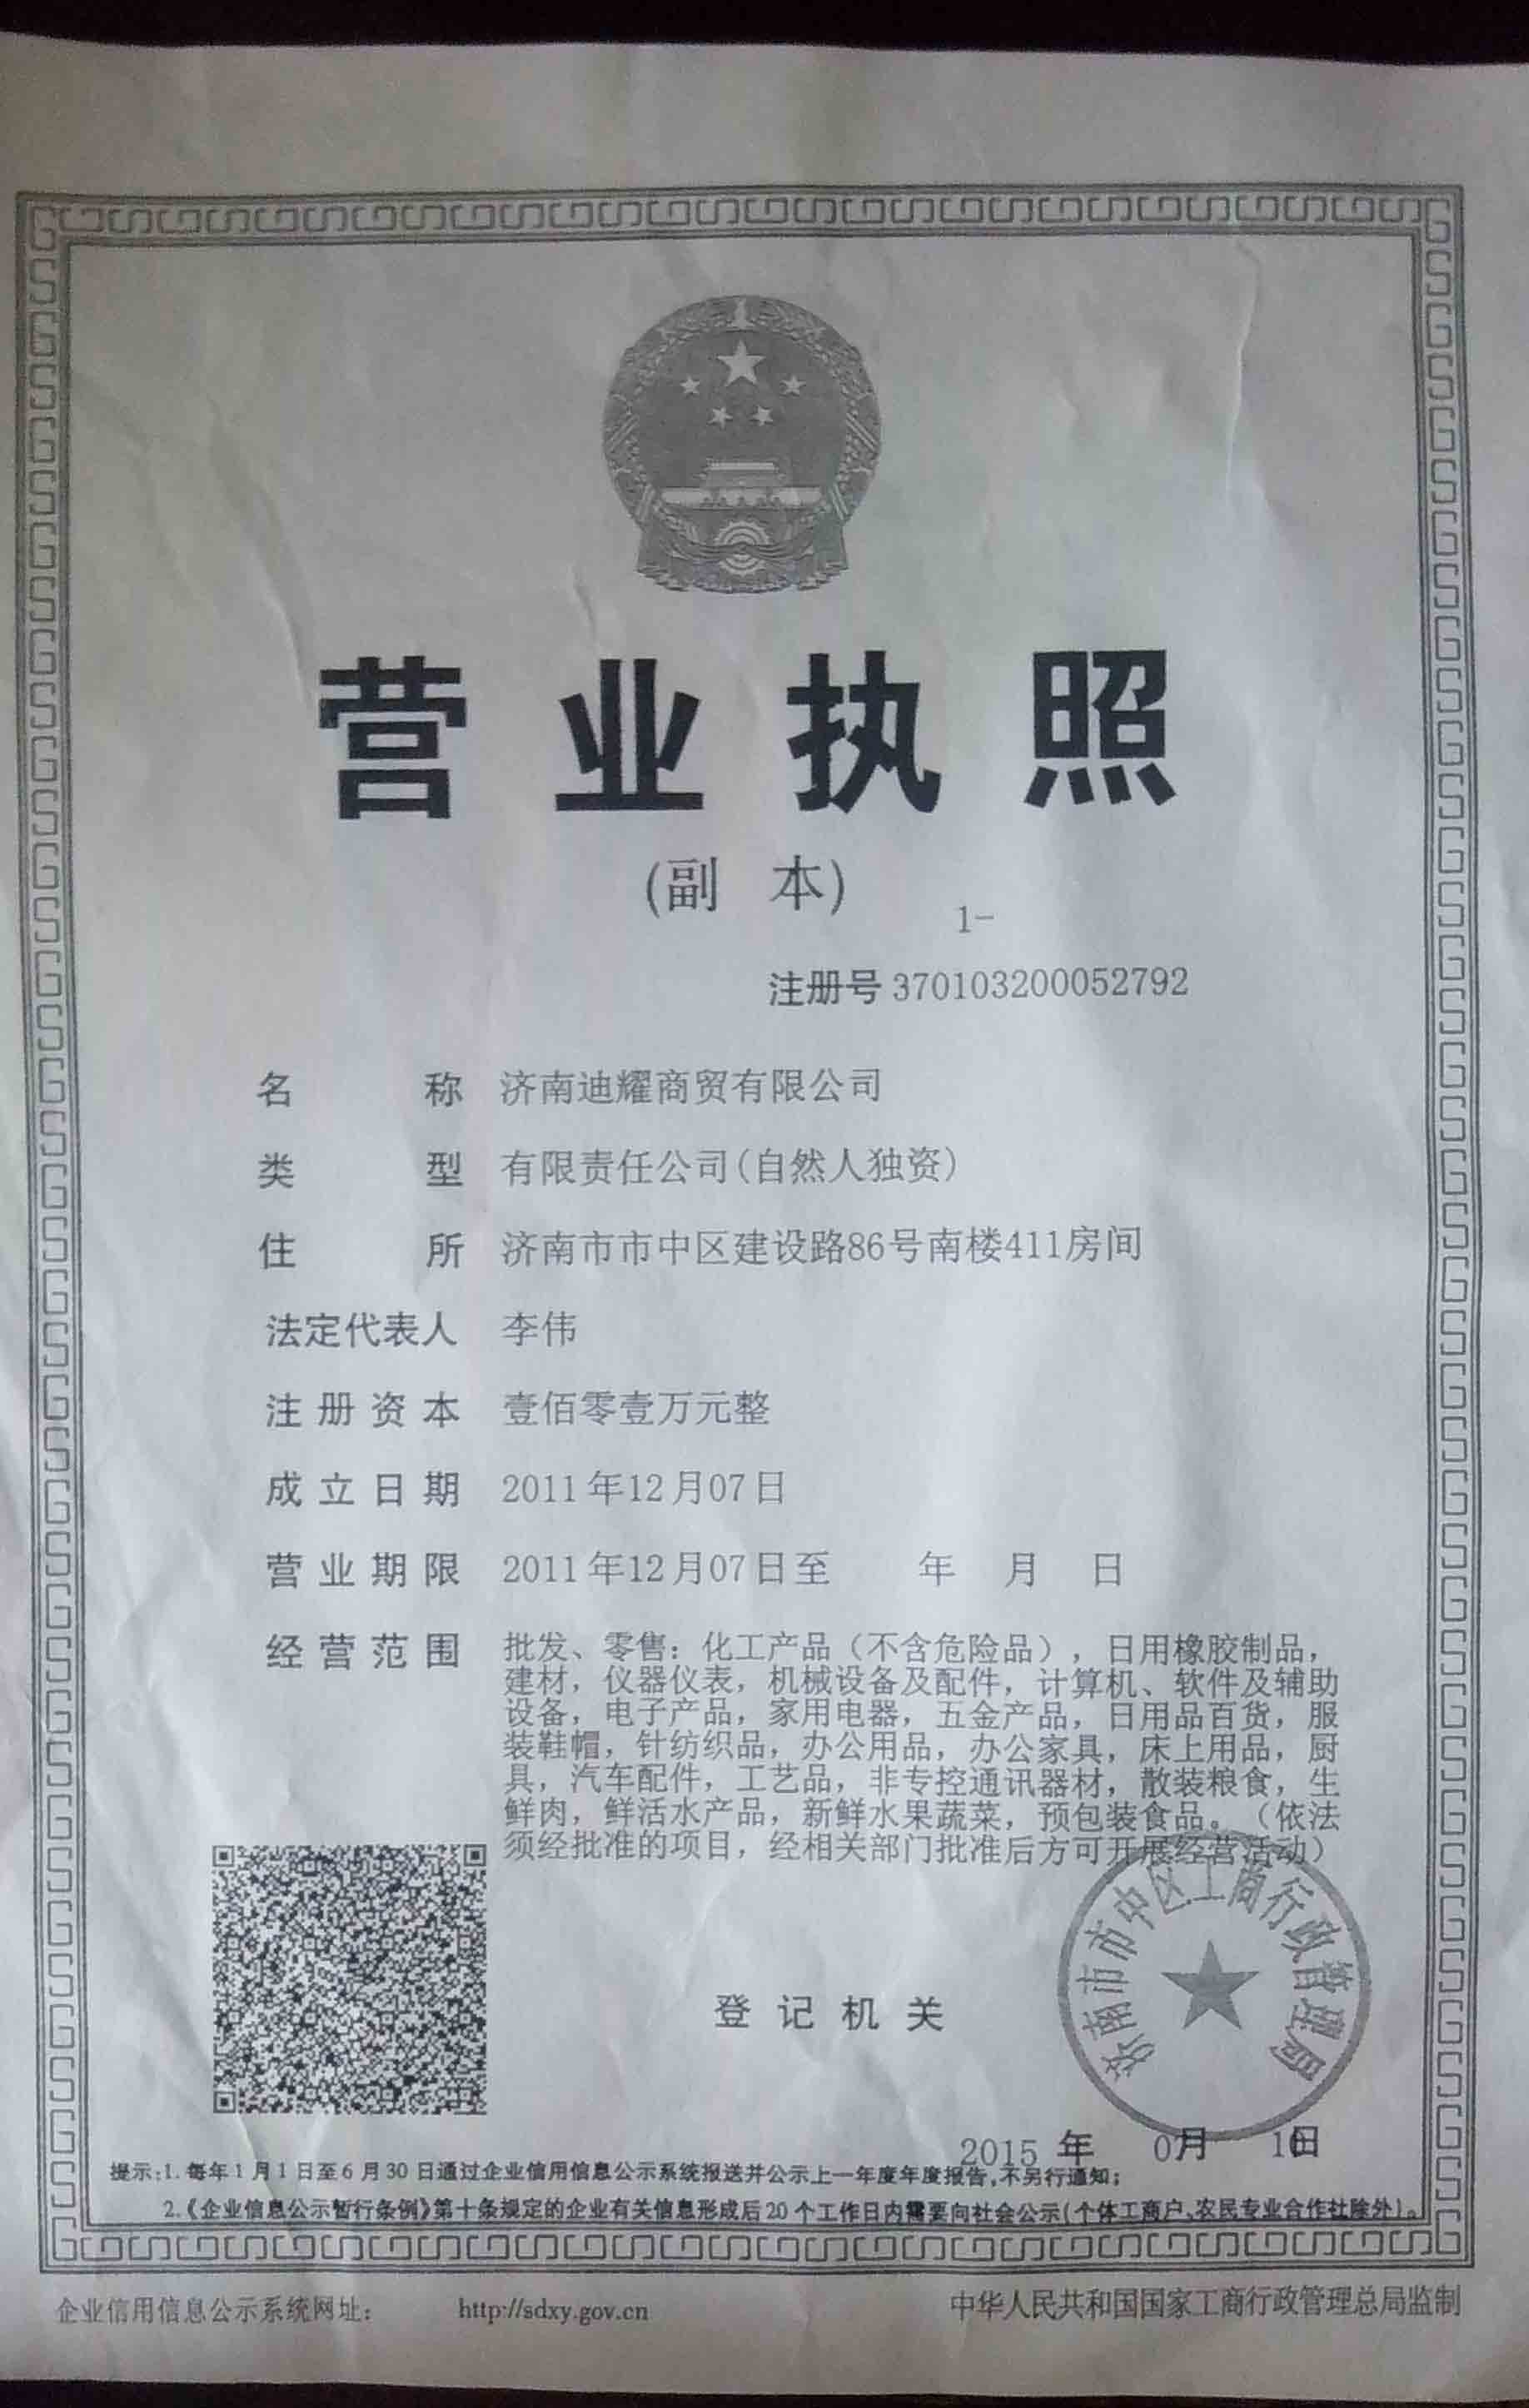 营业执照
(副 本)
1-
注册号 370103200052792
名 称 济南迪耀商贸有限公司
类 型 有限责任公司(自然人独资)
住 所 济南市市中区建设路86号南楼411房间
法定代表人 李伟
注册资本 壹佰零壹万元整
成立日期 2011年12月07日
营业期限 2011年12月07日至 年 月 日
经营范围 批发、零售：化工产品（不含危险品），日用橡胶制品，
建材，仪器仪表，机械设备及配件，计算机、软件及辅助
设备，电子产品，家用电器，五金产品，日用品百货，服
装鞋帽，针纺织品，办公用品，办公家具，床上用品，厨
具，汽车配件，工艺品，非专控通讯器材，散装粮食，生
鲜肉，鲜活水产品，新鲜水果蔬菜，预包装食品。（依法
须经批准的项目，经相关部门批准后方可开展经营活动）
济南市市中区工商行政管理局
登记机关
2015 年 月 日
提示:1. 每年1月1日至6月30日通过企业信用信息公示系统报送并公示上一年度年度报告,不另行通知;
2.《企业信息公示暂行条例》第十条规定的企业有关信息形成后20个工作日内需要向社会公示(个体工商户、农民专业合作社除外)。
企业信用信息公示系统网址: http://sdxy.gov.cn 中华人民共和国国家工商行政管理总局监制